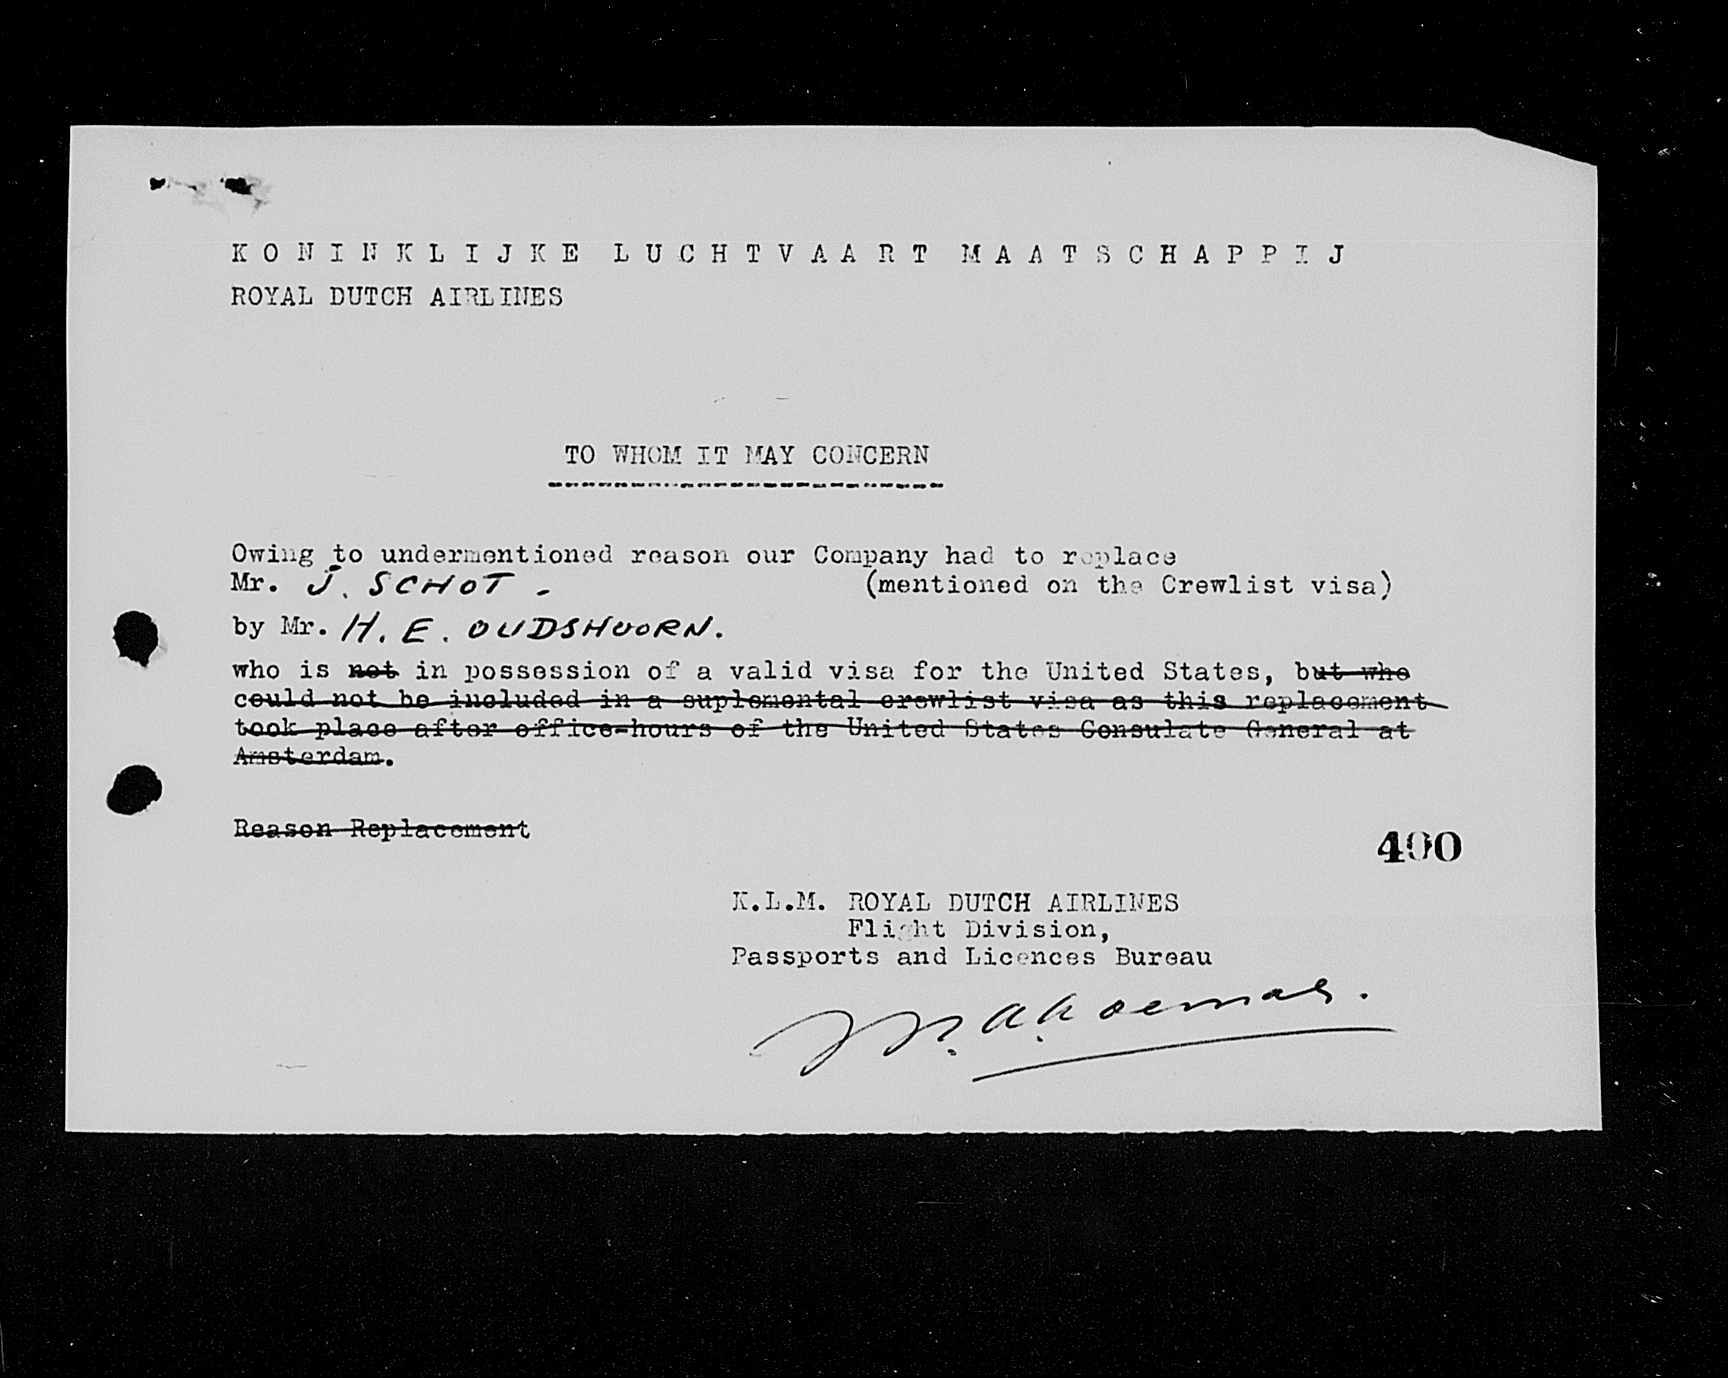 KONINKLIJKE LUCHTVAART MAATSCHAPPIJ
ROYAL DUTCH AIRLINES
TO WHOM IT MAY CONCERN
Owing to undermentioned reason our Company had to replace
Mr. J. SCHOT - (mentioned on the Crewlist visa)
by Mr. H. E. OUDSHOORN.
who is not in possession of a valid visa for the United States, but who
could not be included in a suplemental crewlist visa as this replacement
took place after office-hours of the United States Consulate General at
Amsterdam.
Reason Replacement
400
K.L.M. ROYAL DUTCH AIRLINES
Flight Division,
Passports and Licences Bureau